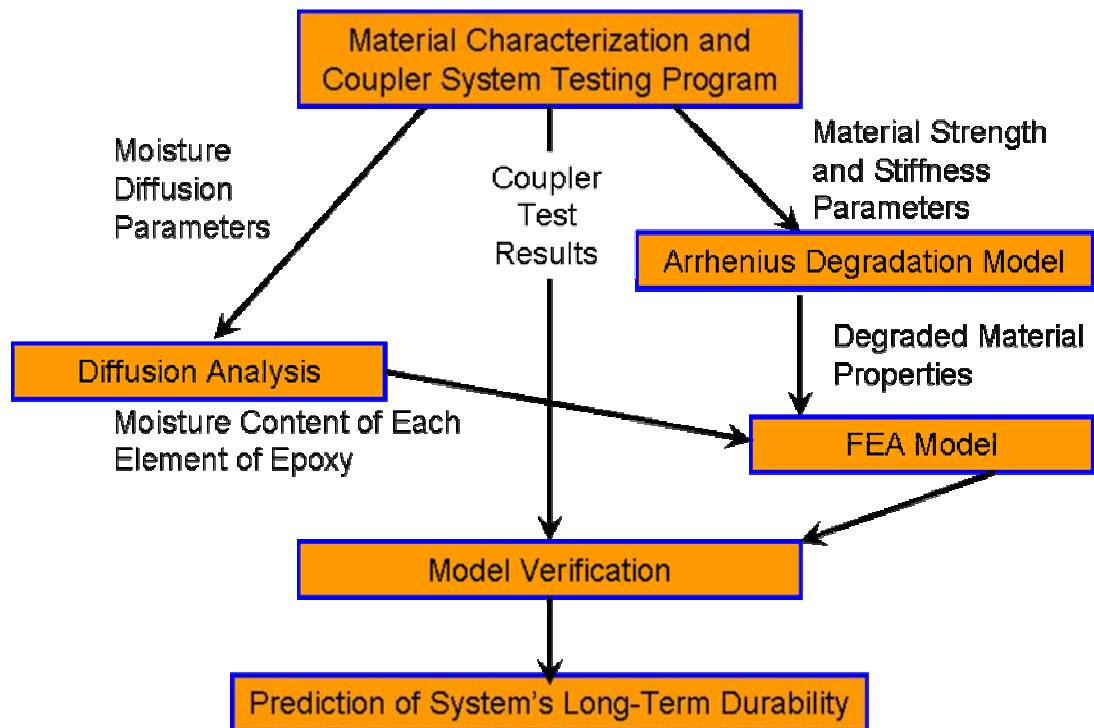 Material Characterization and
Coupler System Testing Program
Moisture
Diffusion
Parameters
Coupler
Test
Results
Material Strength
and Stiffness
Parameters
Arrhenius Degradation Model
Degraded Material
Properties
Diffusion Analysis
Moisture Content of Each
Element of Epoxy
FEA Model
Model Verification
Prediction of System's Long-Term Durability